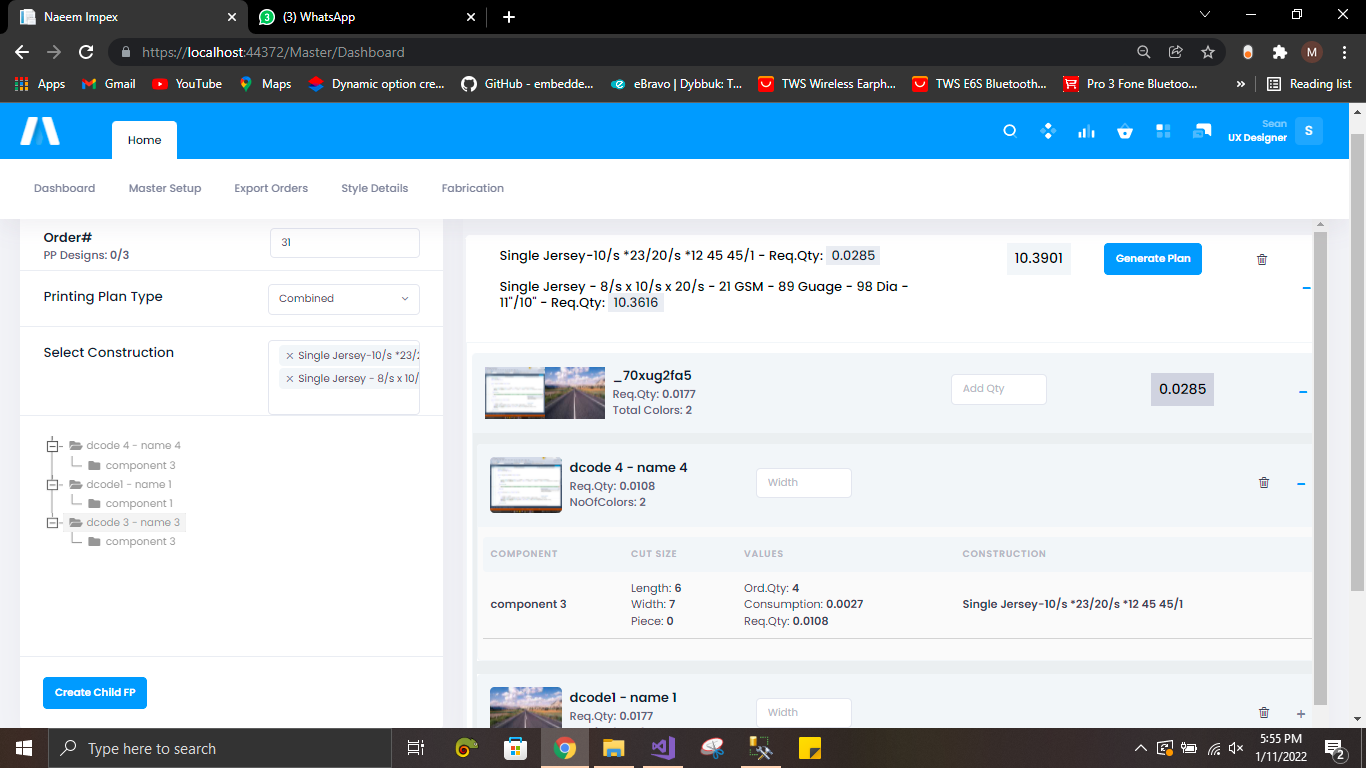 Naeem Impex
3
(3) WhatsApp
https://localhost:44372/Master/Dashboard
M
Apps
Gmail
YouTube
Maps
Dynamic option cre...
GitHub - embedde...
eBravo | Dybbuk: T...
TWS Wireless Earph...
TWS E6S Bluetooth...
Pro 3 Fone Bluetoo...
»
Reading list
Home
Sean
UX Designer
S
Dashboard
Master Setup
Export Orders
Style Details
Fabrication
Order#
PP Designs: 0/3
31
Printing Plan Type
Combined
Select Construction
× Single Jersey-10/s *23/2
× Single Jersey - 8/s x 10/
dcode 4 - name 4
component 3
dcode1 - name 1
component 1
dcode 3 - name 3
component 3
Create Child FP
Single Jersey-10/s *23/20/s *12 45 45/1 - Req.Qty: 0.0285
10.3901
Generate Plan
Single Jersey - 8/s x 10/s x 20/s - 21 GSM - 89 Guage - 98 Dia -
11"/10" - Req.Qty: 10.3616
_70xug2fa5
Req.Qty: 0.0177
Total Colors: 2
Add Qty
0.0285
dcode 4 - name 4
Req.Qty: 0.0108
NoOfColors: 2
Width
COMPONENT
CUT SIZE
VALUES
CONSTRUCTION
component 3
Length: 6
Width: 7
Piece: 0
Ord.Qty: 4
Consumption: 0.0027
Req.Qty: 0.0108
Single Jersey-10/s *23/20/s *12 45 45/1
dcode1 - name 1
Req.Qty: 0.0177
Width
Type here to search
5:55 PM
1/11/2022
2